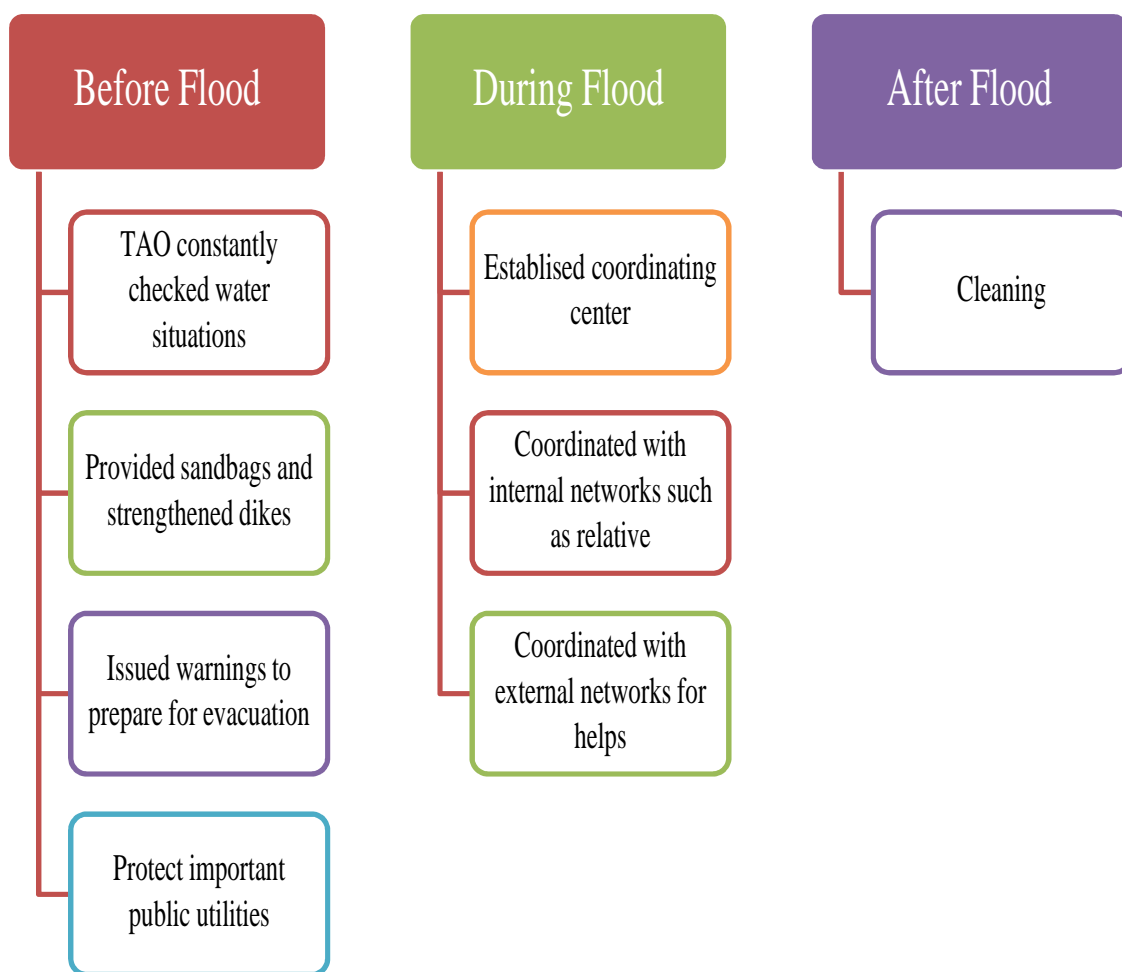 Before Flood
TAO constantly
checked water
situations
Provided sandbags and
strengthened dikes
Issued warnings to
prepare for evacuation
Protect important
public utilities
During Flood
Establised coordinating
center
Coordinated with
internal networks such
as relative
Coordinated with
external networks for
helps
After Flood
Cleaning